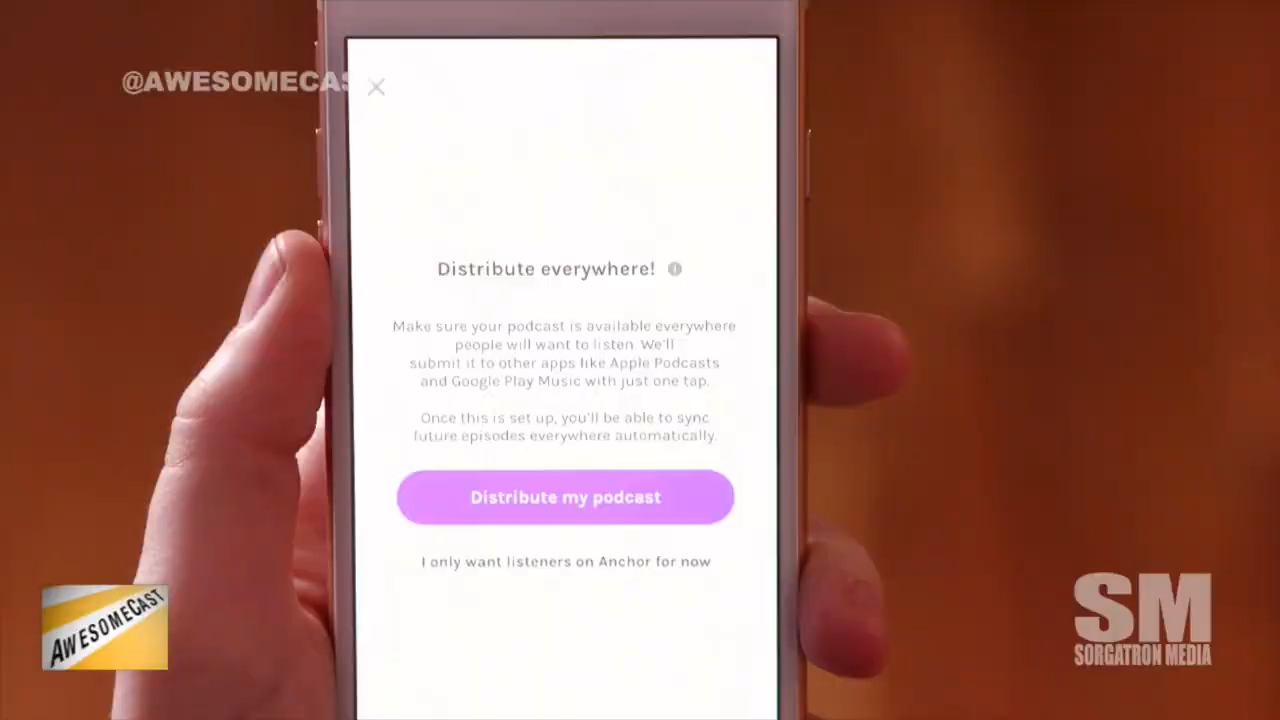 @AWESOMECAS
Distribute everywhere!
Make sure your podcast is available everywhere
people will want to listen. We'll
submit it to other apps like Apple Podcasts
and Google Play Music with just one tap.
Once this is set up, you'll be able to sync
future episodes everywhere automatically.
Distribute my podcast
I only want listeners on Anchor for now
AWESOMECAST
SM
SORGATRON MEDIA